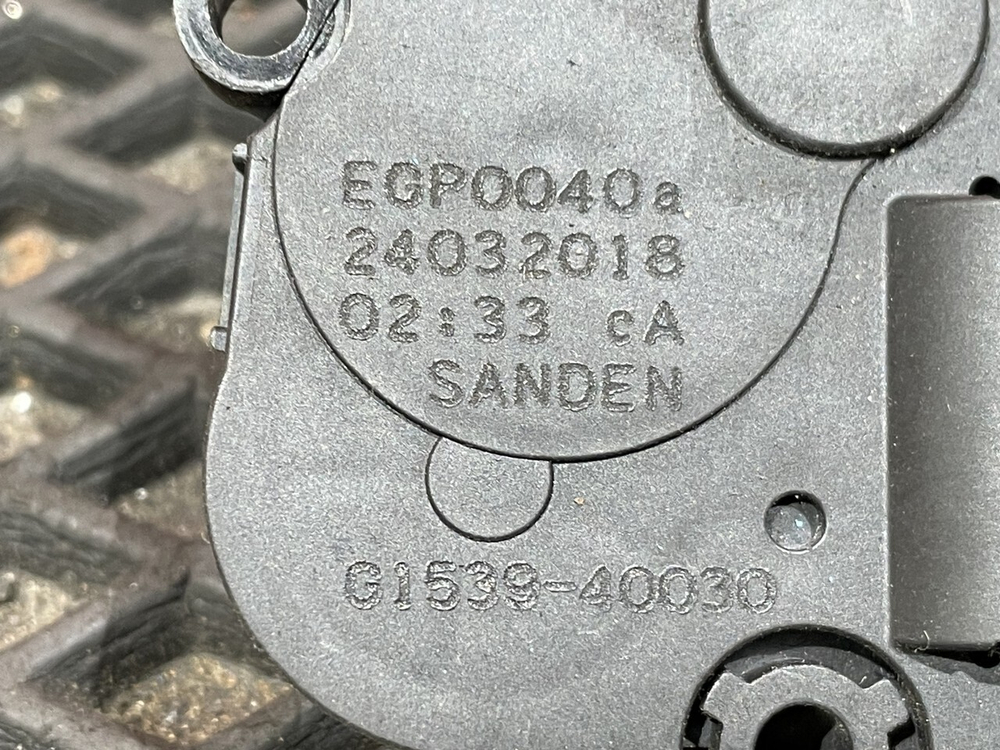 EGP0040a
24032018
02:33 cA
SANDEN
G1539-40030